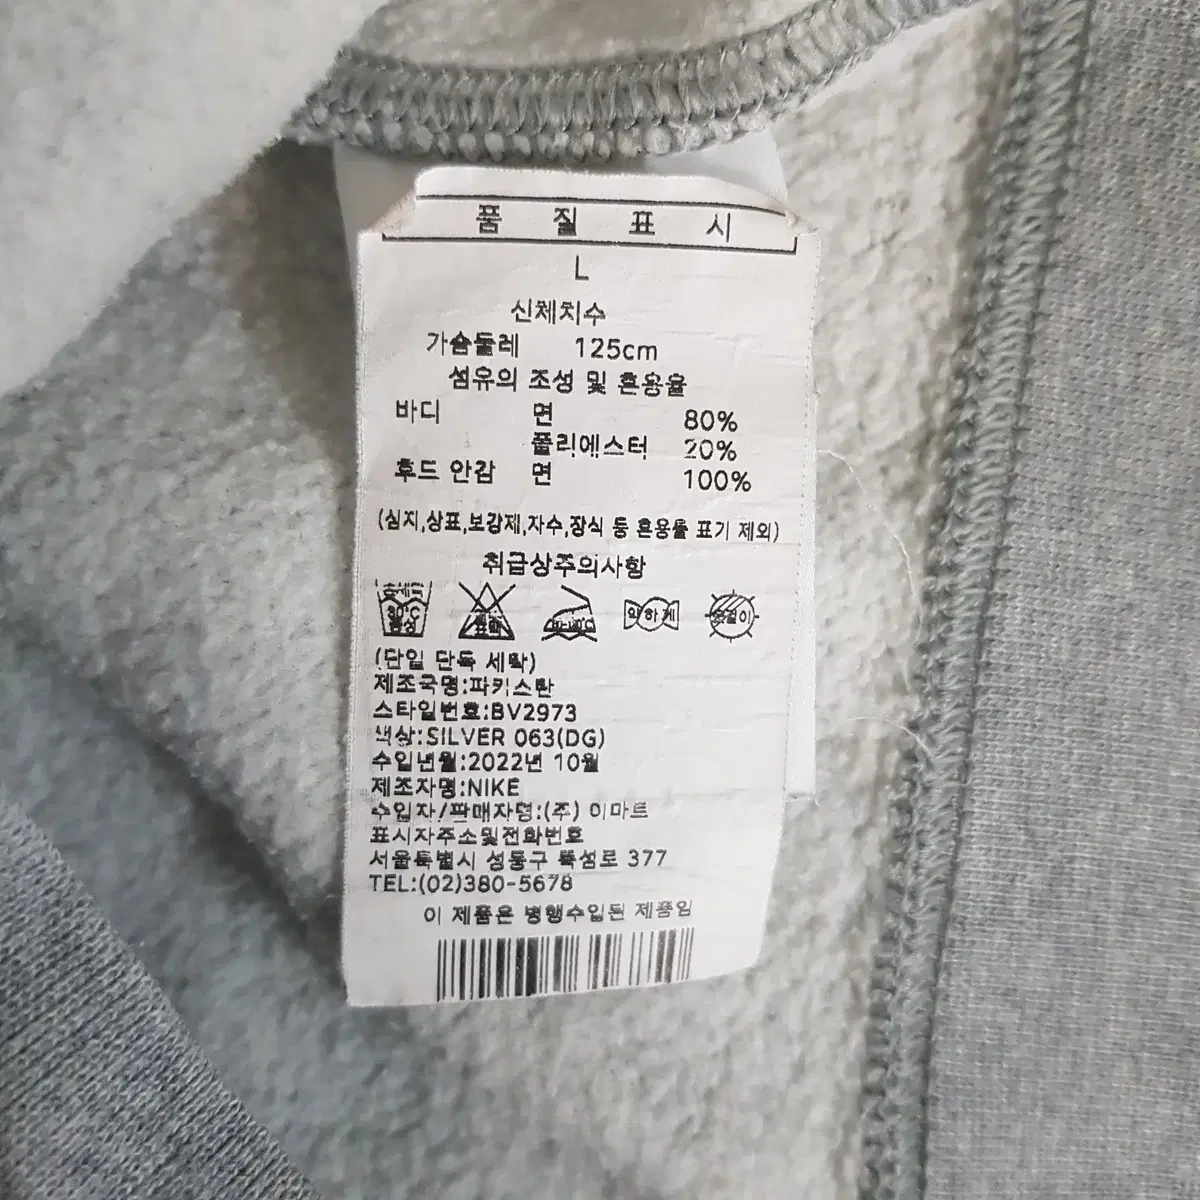 품 질 표 시
L
신체치수
가슴둘레 125cm
섬유의 조성 및 혼용율
바디 면 80%
폴리에스터 20%
후드 안감 면 100%
(심지,상표,보강제,자수,장식 등 혼용률 표기 제외)
취급상주의사항
약하게
옷걸이
(단일 단독 세탁)
제조국명:파키스탄
스타일번호:BV2973
색상:SILVER 063(DG)
수입년월:2022년 10월
제조자명:NIKE
수입자/판매자명:(주) 이마트
표시자주소및전화번호
서울특별시 성동구 뚝섬로 377
TEL:(02)380-5678
이 제품은 병행수입된 제품임